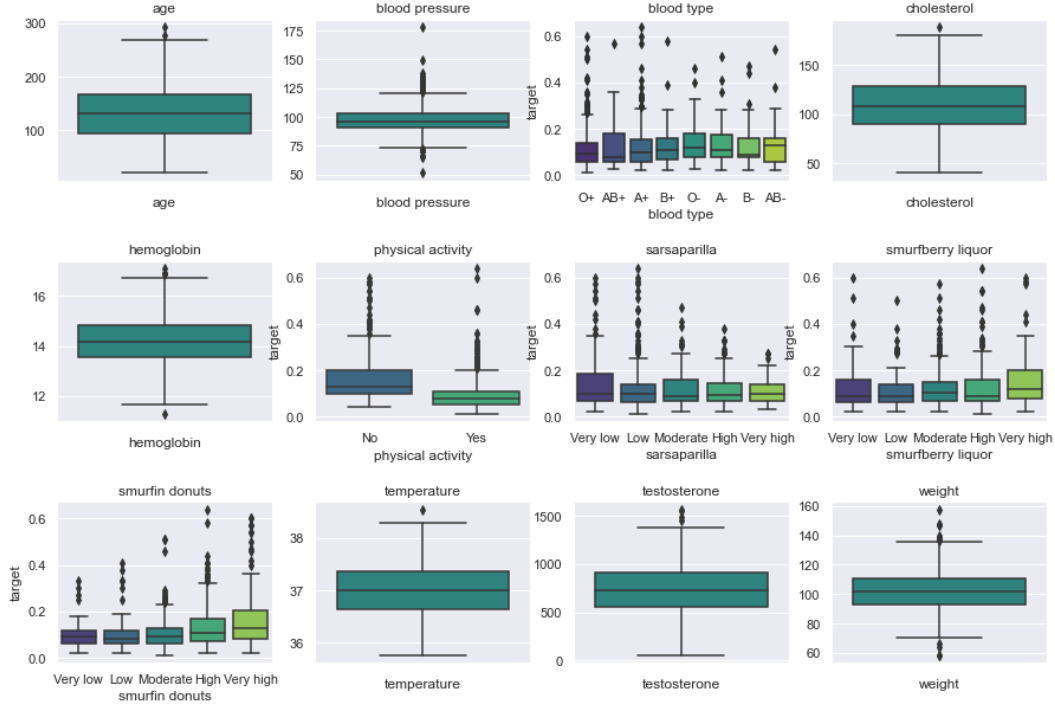 age
300
200
100
age
blood pressure
175
150
125
100
75
50
blood pressure
blood type
target
0.6
0.4
0.2
0.0
O+ AB+ A+ B+ O- A- B- AB-
blood type
cholesterol
150
100
50
cholesterol
hemoglobin
16
14
12
hemoglobin
physical activity
target
0.6
0.4
0.2
0.0
No Yes
physical activity
sarsaparilla
target
0.6
0.4
0.2
0.0
Very low Low Moderate High Very high
sarsaparilla
smurfberry liquor
target
0.6
0.4
0.2
0.0
Very low Low Moderate High Very high
smurfberry liquor
smurfin donuts
target
0.6
0.4
0.2
0.0
Very low Low Moderate High Very high
smurfin donuts
temperature
38
37
36
temperature
testosterone
1500
1000
500
0
testosterone
weight
160
140
120
100
80
60
weight